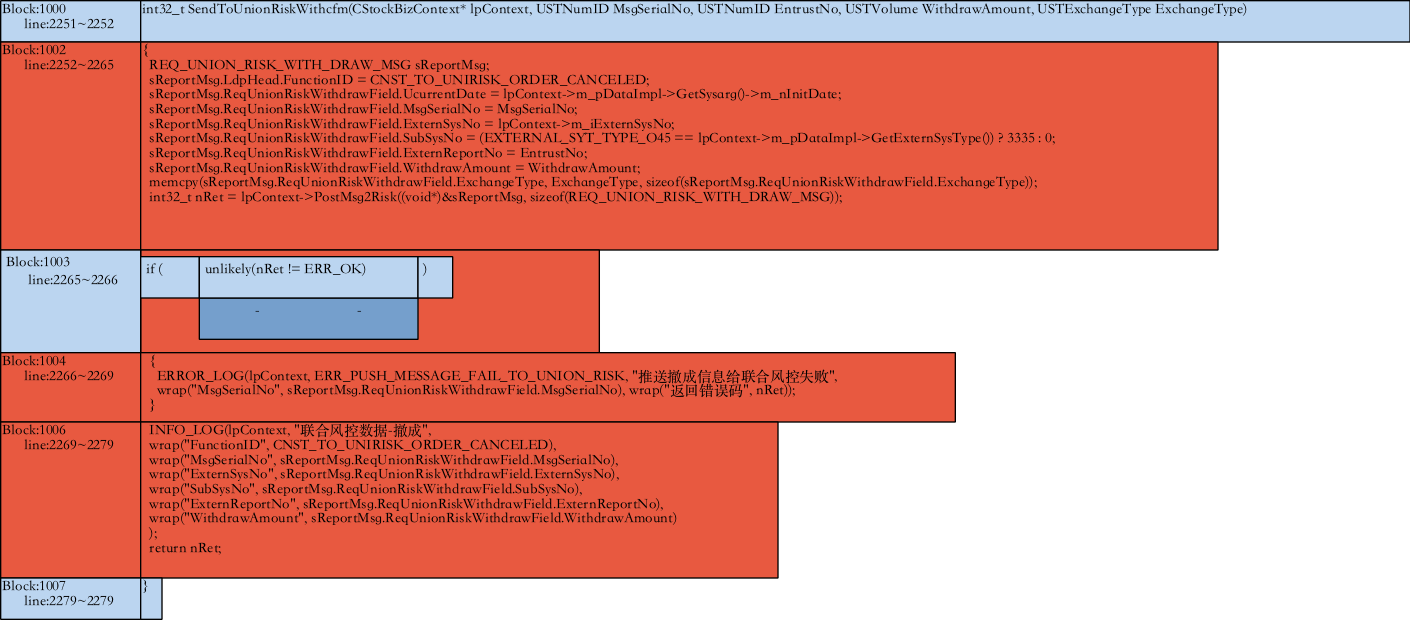 Block:1000
line:2251~2252
int32_t SendToUnionRiskWithcfm(CStockBizContext* lpContext, USTNumID MsgSerialNo, USTNumID EntrustNo, USTVolume WithdrawAmount, USTExchangeType ExchangeType)
Block:1002
line:2252~2265
{
REQ_UNION_RISK_WITH_DRAW_MSG sReportMsg;
sReportMsg.LdpHead.FunctionID = CNST_TO_UNIRISK_ORDER_CANCELED;
sReportMsg.ReqUnionRiskWithdrawField.UcurrentDate = lpContext->m_pDataImpl->GetSysarg()->m_nInitDate;
sReportMsg.ReqUnionRiskWithdrawField.MsgSerialNo = MsgSerialNo;
sReportMsg.ReqUnionRiskWithdrawField.ExternSysNo = lpContext->m_iExternSysNo;
sReportMsg.ReqUnionRiskWithdrawField.SubSysNo = (EXTERNAL_SYT_TYPE_O45 == lpContext->m_pDataImpl->GetExternSysType()) ? 3335 : 0;
sReportMsg.ReqUnionRiskWithdrawField.ExternReportNo = EntrustNo;
sReportMsg.ReqUnionRiskWithdrawField.WithdrawAmount = WithdrawAmount;
memcpy(sReportMsg.ReqUnionRiskWithdrawField.ExchangeType, ExchangeType, sizeof(sReportMsg.ReqUnionRiskWithdrawField.ExchangeType));
int32_t nRet = lpContext->PostMsg2Risk((void*)&sReportMsg, sizeof(REQ_UNION_RISK_WITH_DRAW_MSG));
Block:1003
line:2265~2266
if ( unlikely(nRet != ERR_OK) )
- -
Block:1004
line:2266~2269
{
ERROR_LOG(lpContext, ERR_PUSH_MESSAGE_FAIL_TO_UNION_RISK, "推送撤成信息给联合风控失败",
wrap("MsgSerialNo", sReportMsg.ReqUnionRiskWithdrawField.MsgSerialNo), wrap("返回错误码", nRet));
}
Block:1006
line:2269~2279
INFO_LOG(lpContext, "联合风控数据-撤成",
wrap("FunctionID", CNST_TO_UNIRISK_ORDER_CANCELED),
wrap("MsgSerialNo", sReportMsg.ReqUnionRiskWithdrawField.MsgSerialNo),
wrap("ExternSysNo", sReportMsg.ReqUnionRiskWithdrawField.ExternSysNo),
wrap("SubSysNo", sReportMsg.ReqUnionRiskWithdrawField.SubSysNo),
wrap("ExternReportNo", sReportMsg.ReqUnionRiskWithdrawField.ExternReportNo),
wrap("WithdrawAmount", sReportMsg.ReqUnionRiskWithdrawField.WithdrawAmount)
);
return nRet;
Block:1007
line:2279~2279
}